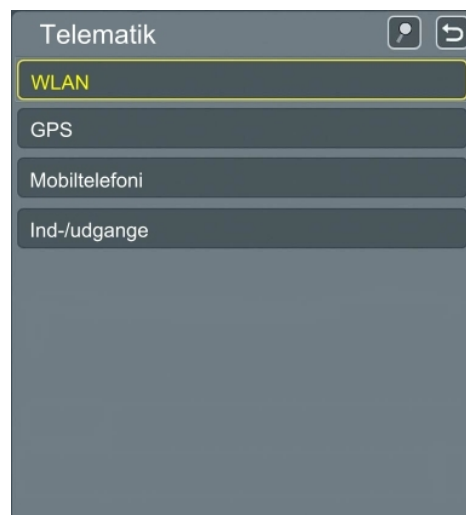 Telematik
WLAN
GPS
Mobiltelefoni
Ind-/udgange